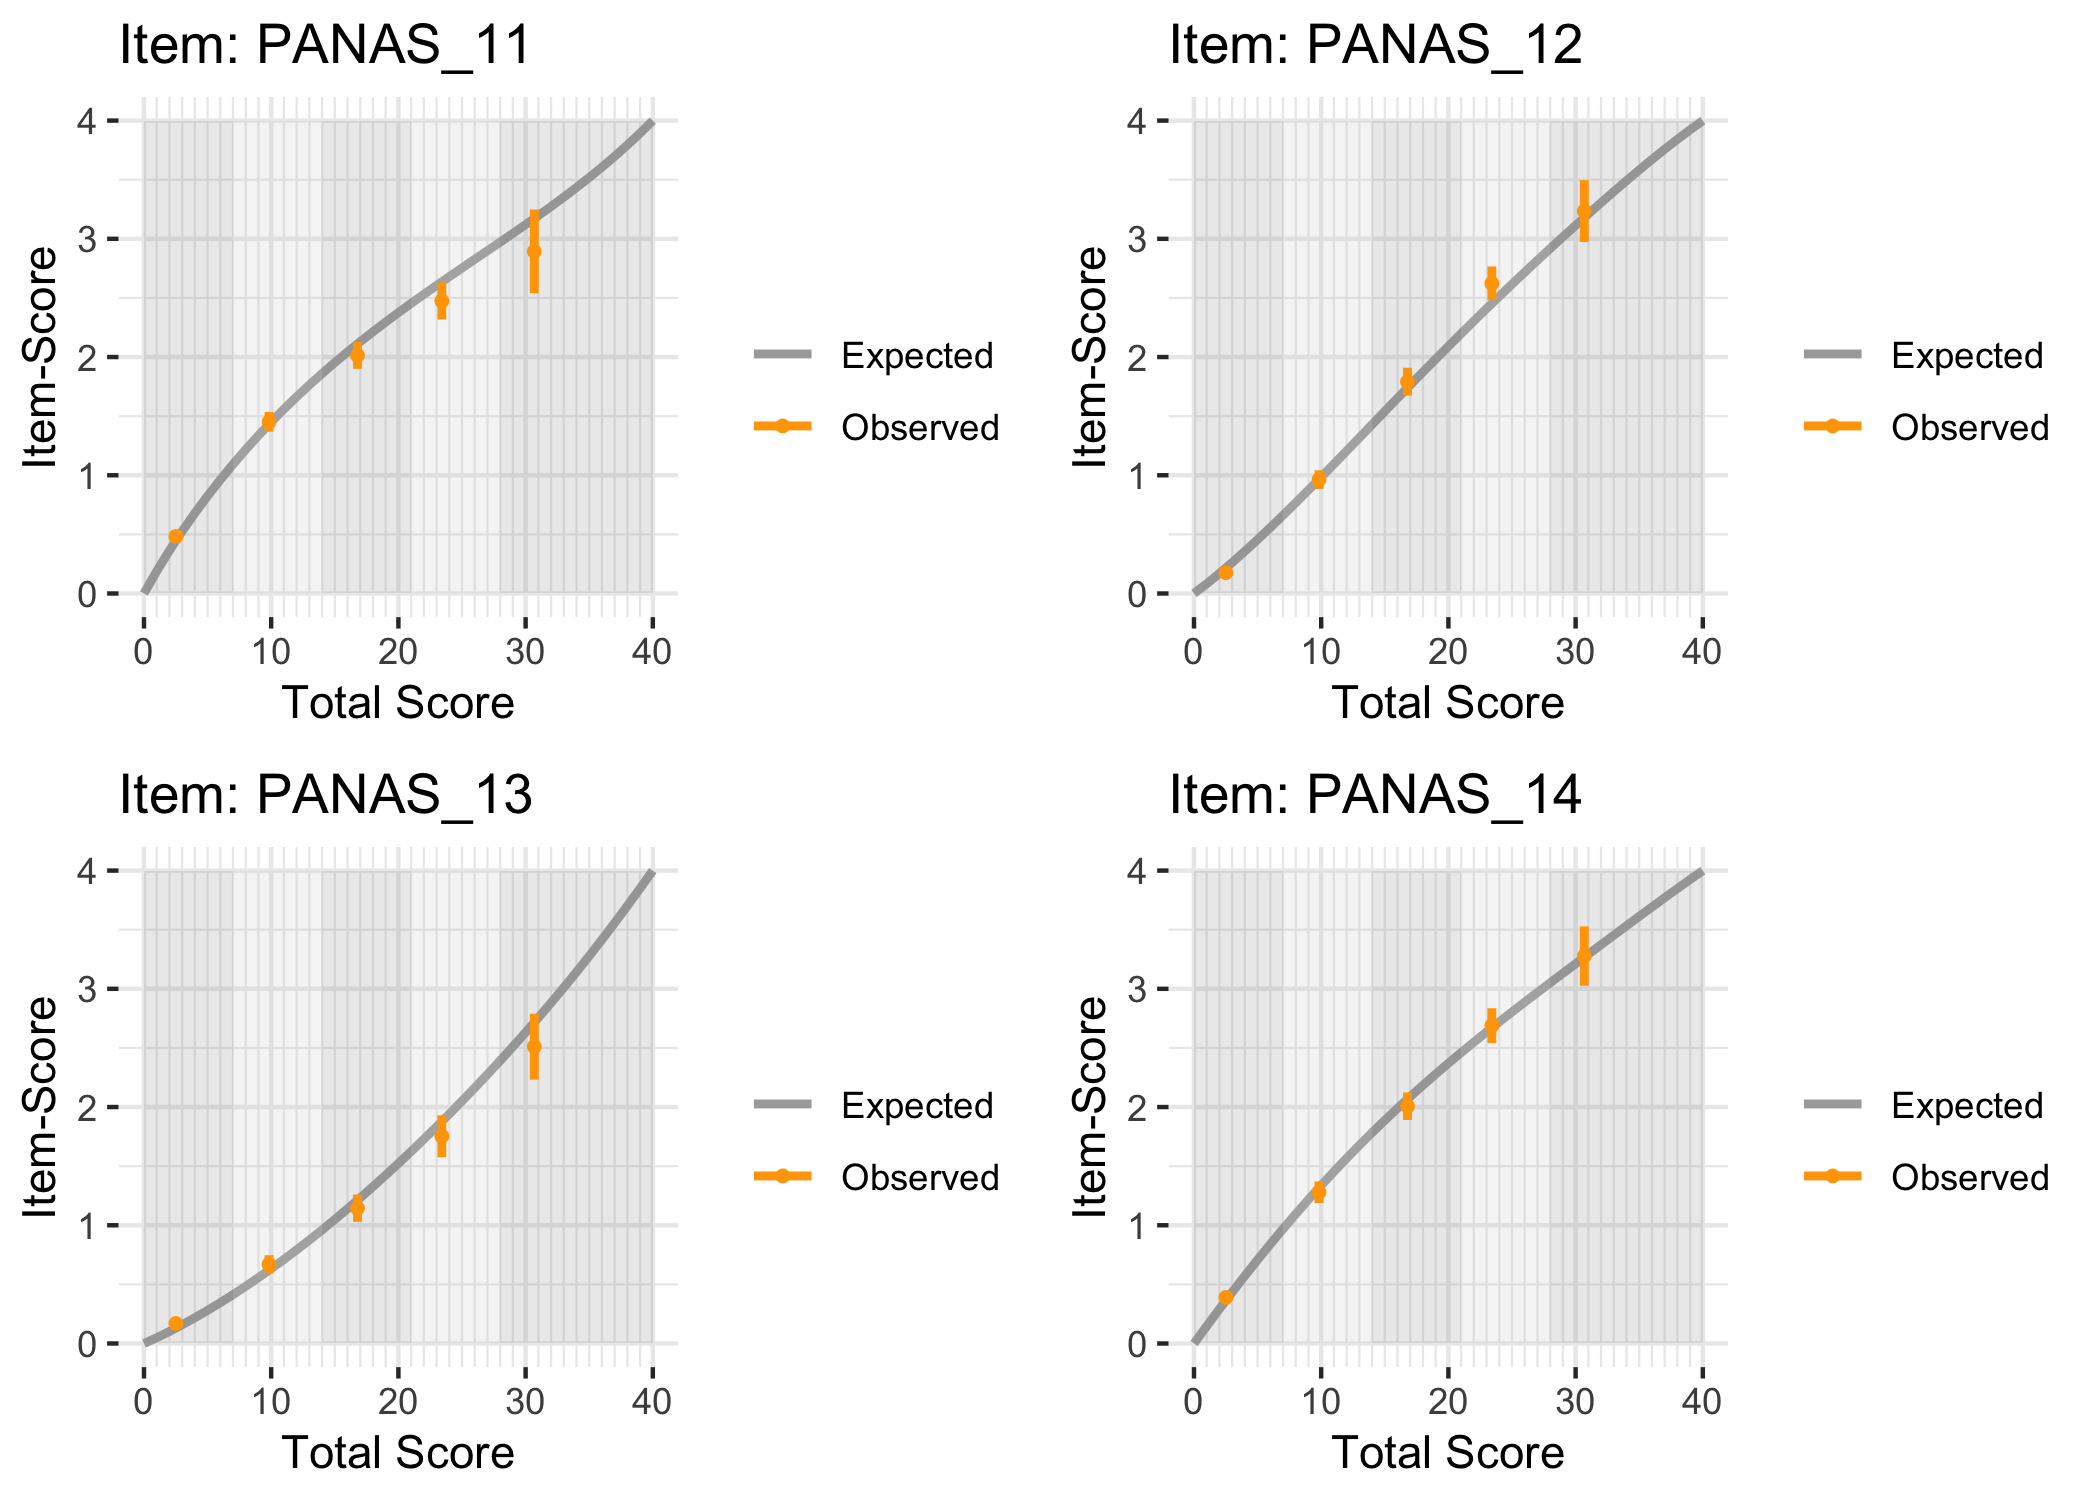 Item: PANAS_11
4
3
2
1
0
Item-Score
0 10 20 30 40
Total Score
Expected
Observed
Item: PANAS_12
4
3
2
1
0
Item-Score
0 10 20 30 40
Total Score
Expected
Observed
Item: PANAS_13
4
3
2
1
0
Item-Score
0 10 20 30 40
Total Score
Expected
Observed
Item: PANAS_14
4
3
2
1
0
Item-Score
0 10 20 30 40
Total Score
Expected
Observed